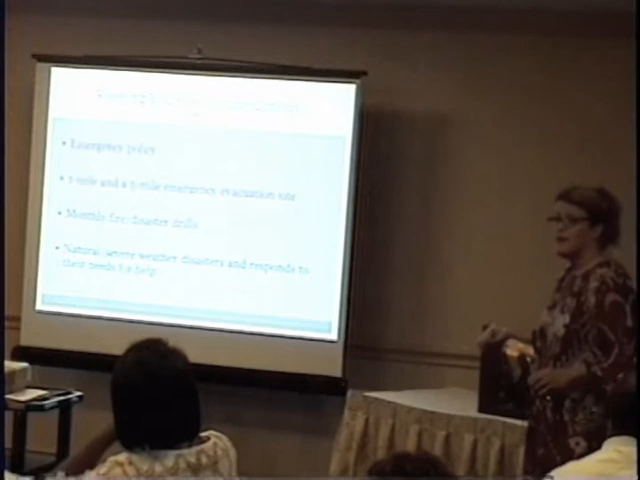 • Emergency policy
• 1-mile and a 5-mile emergency evacuation site
• Monthly fire/disaster drills
• Natural/severe weather disasters and responds to
their needs i.e help